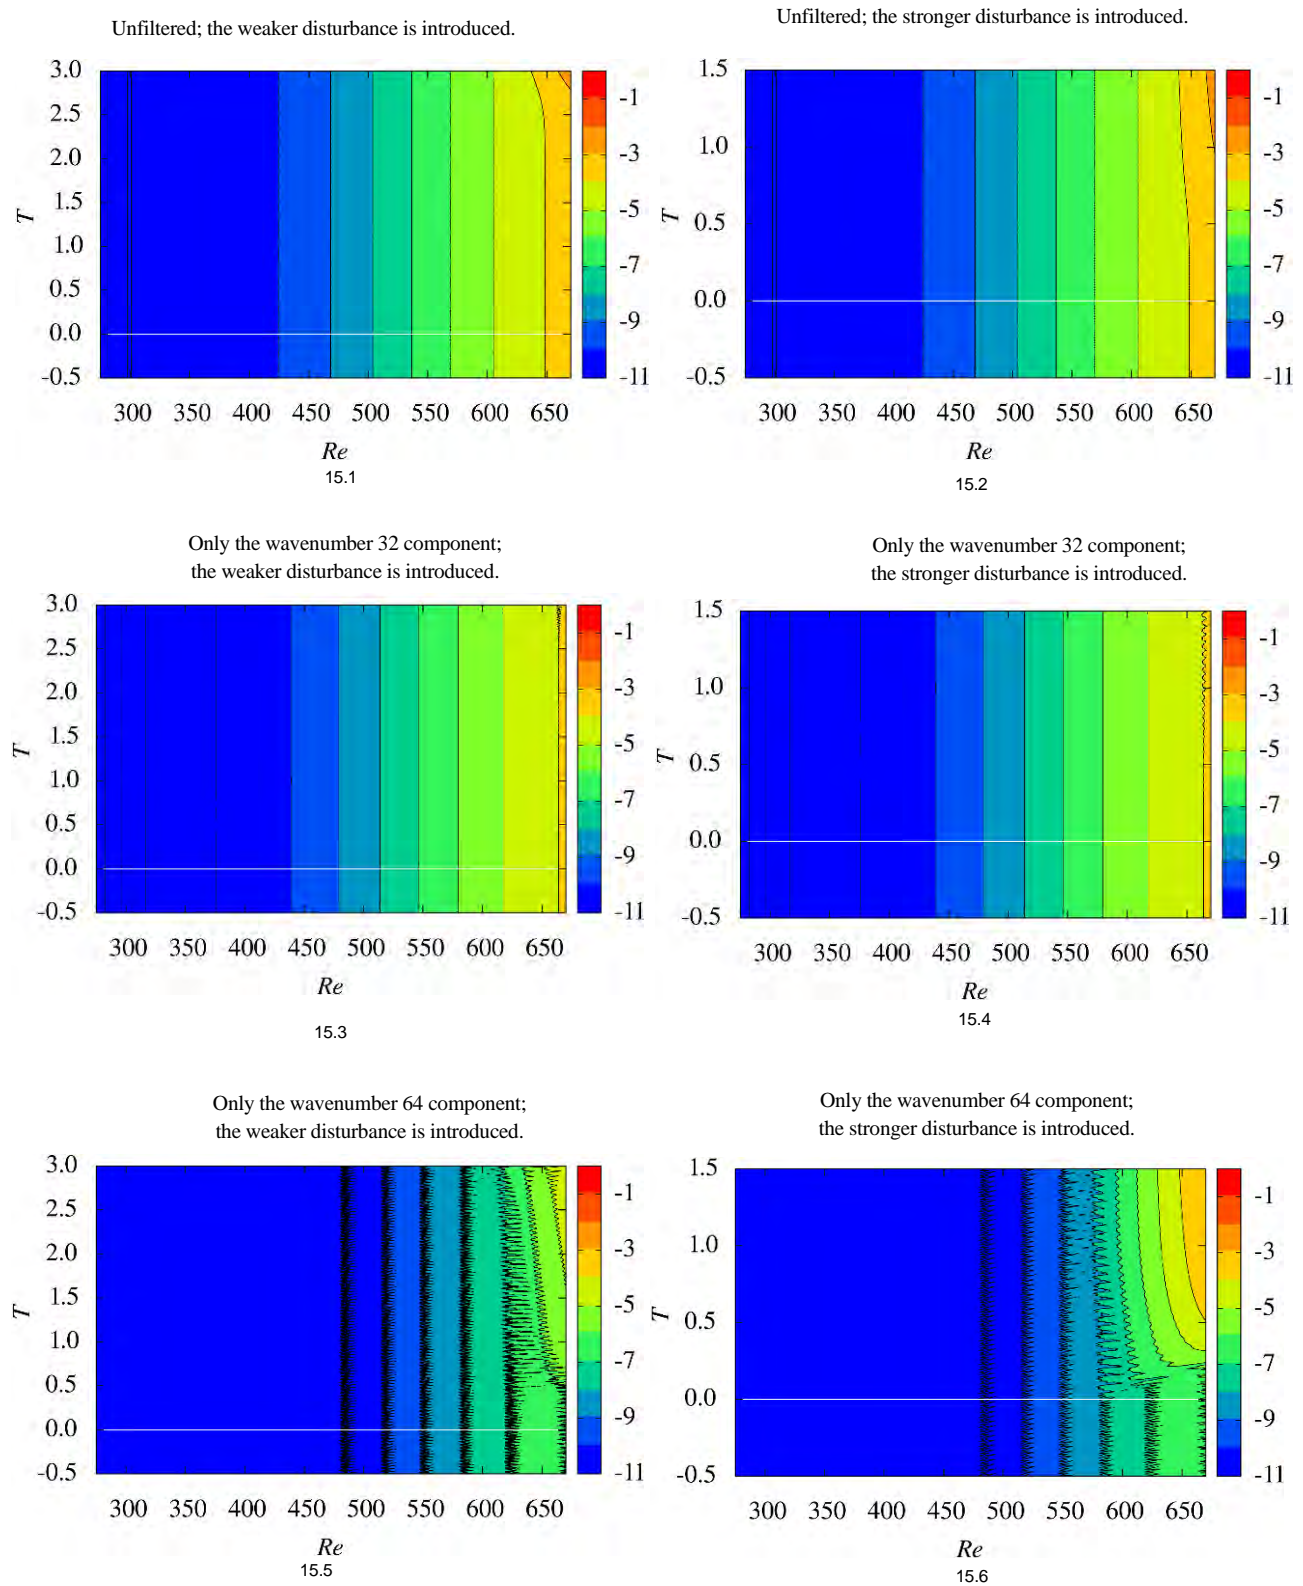 Unfiltered; the weaker disturbance is introduced.
3.0
2.5
2.0
1.5
1.0
0.5
0.0
-0.5
T
300 350 400 450 500 550 600 650
Re
-1
-3
-5
-7
-9
-11
15.1
Unfiltered; the stronger disturbance is introduced.
1.5
1.0
0.5
0.0
-0.5
T
300 350 400 450 500 550 600 650
Re
-1
-3
-5
-7
-9
-11
15.2
Only the wavenumber 32 component;
the weaker disturbance is introduced.
3.0
2.5
2.0
1.5
1.0
0.5
0.0
-0.5
T
300 350 400 450 500 550 600 650
Re
-1
-3
-5
-7
-9
-11
15.3
Only the wavenumber 32 component;
the stronger disturbance is introduced.
1.5
1.0
0.5
0.0
-0.5
T
300 350 400 450 500 550 600 650
Re
-1
-3
-5
-7
-9
-11
15.4
Only the wavenumber 64 component;
the weaker disturbance is introduced.
3.0
2.5
2.0
1.5
1.0
0.5
0.0
-0.5
T
300 350 400 450 500 550 600 650
Re
-1
-3
-5
-7
-9
-11
15.5
Only the wavenumber 64 component;
the stronger disturbance is introduced.
1.5
1.0
0.5
0.0
-0.5
T
300 350 400 450 500 550 600 650
Re
-1
-3
-5
-7
-9
-11
15.6